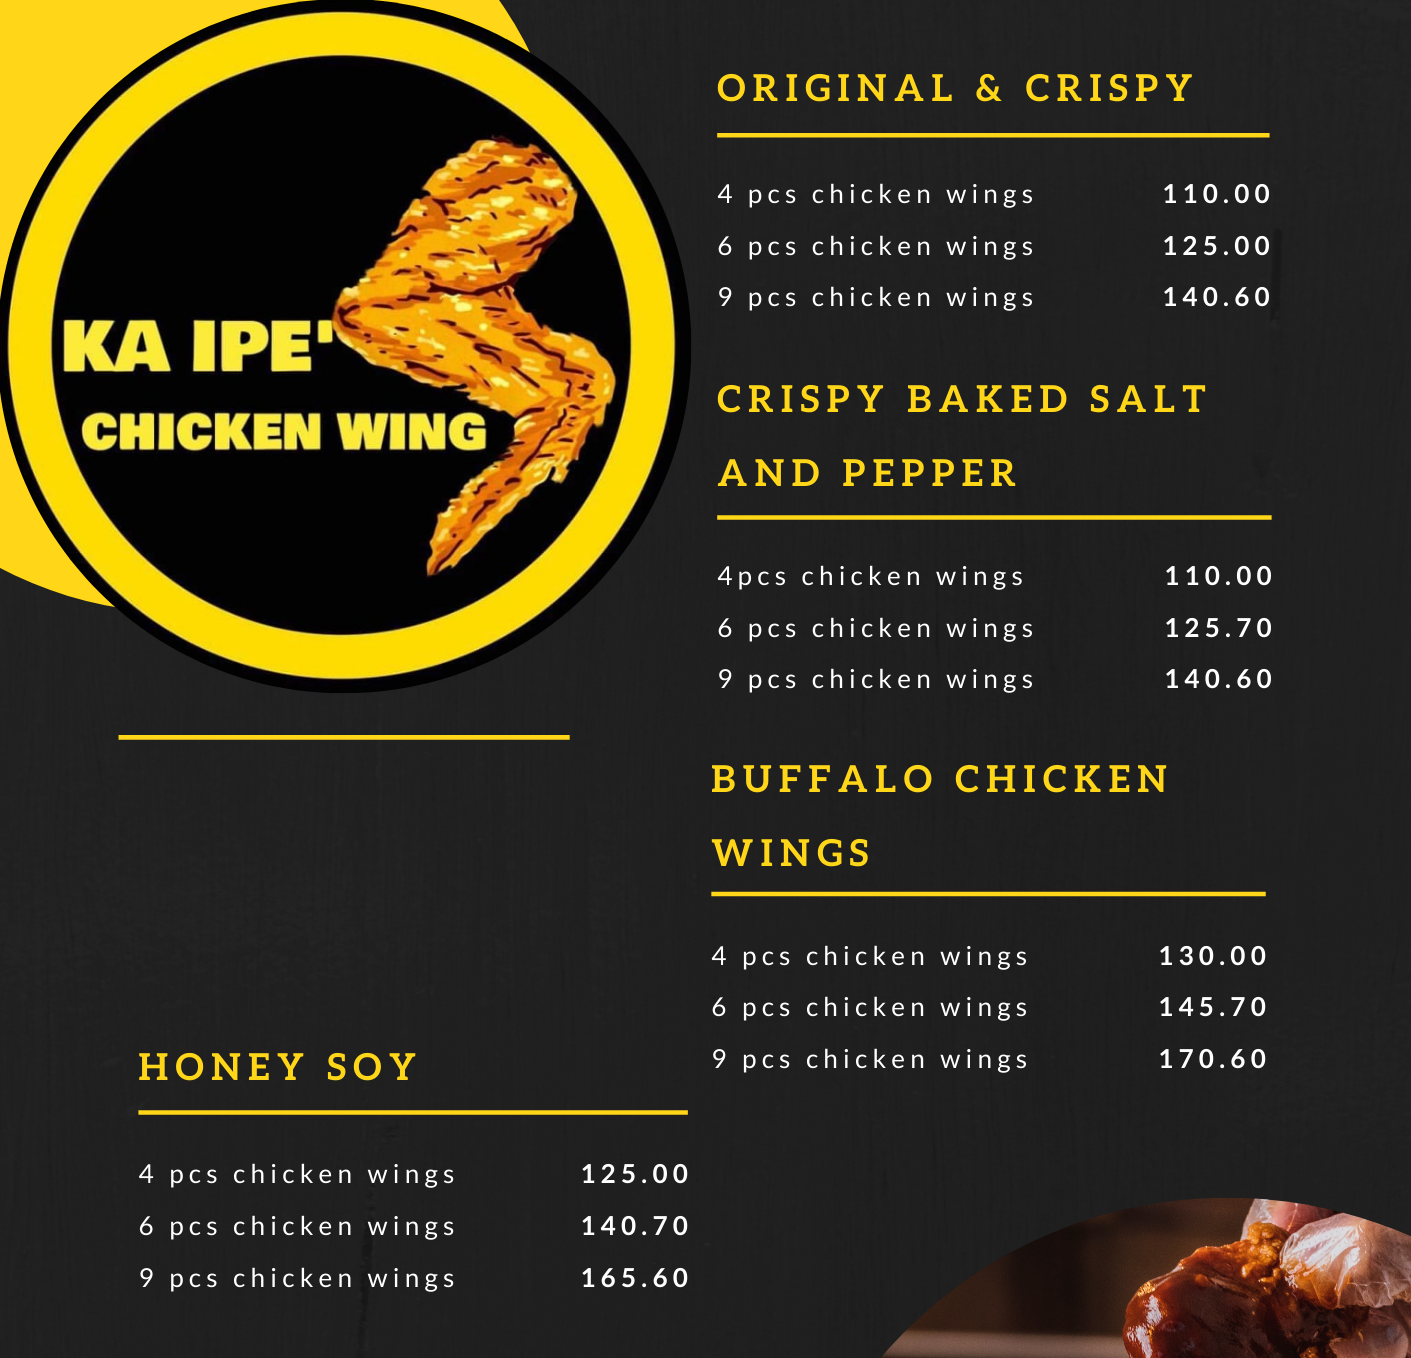 KA IPE'
CHICKEN WING
ORIGINAL & CRISPY
4 pcs chicken wings 110.00
6 pcs chicken wings 125.00
9 pcs chicken wings 140.60
CRISPY BAKED SALT
AND PEPPER
4pcs chicken wings 110.00
6 pcs chicken wings 125.70
9 pcs chicken wings 140.60
BUFFALO CHICKEN
WINGS
4 pcs chicken wings 130.00
6 pcs chicken wings 145.70
9 pcs chicken wings 170.60
HONEY SOY
4 pcs chicken wings 125.00
6 pcs chicken wings 140.70
9 pcs chicken wings 165.60